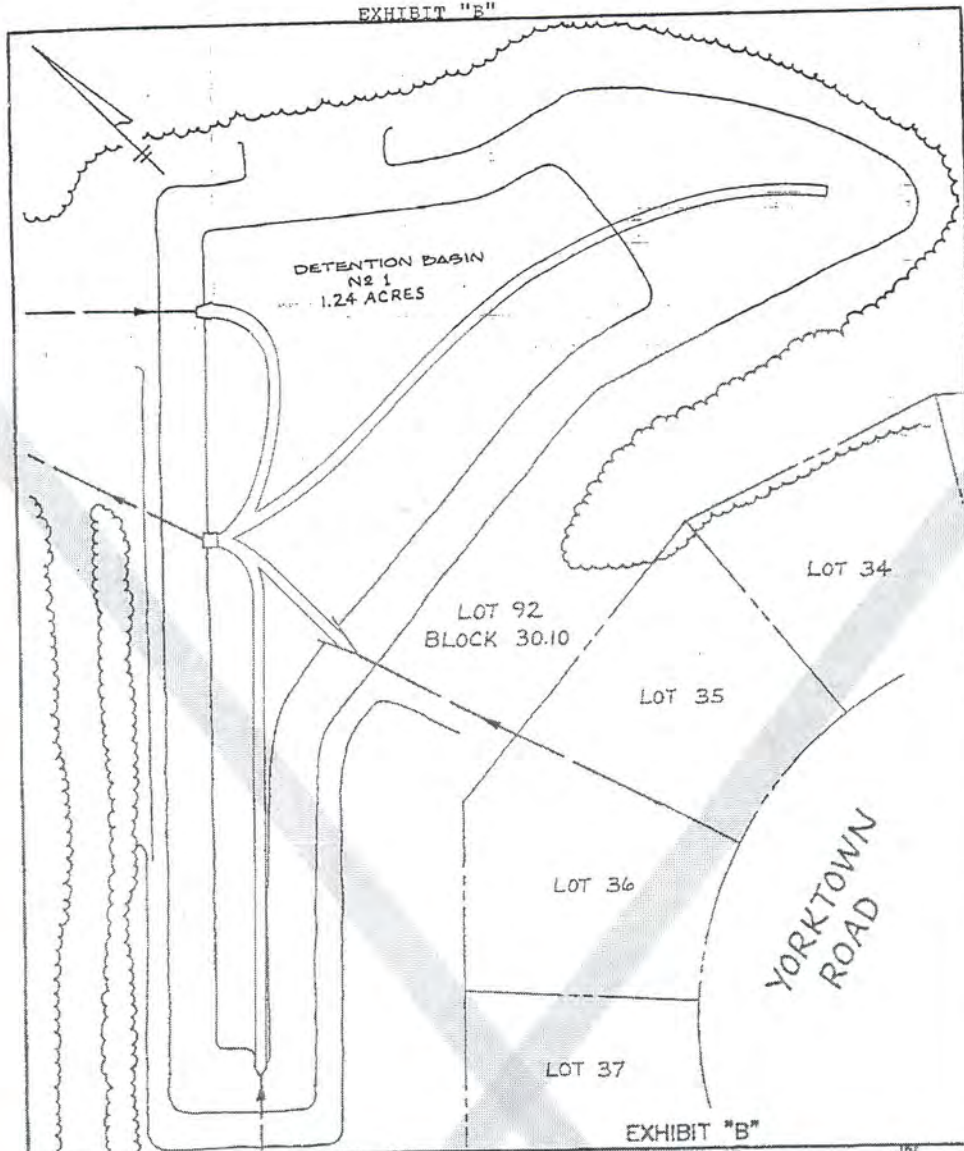 EXHIBIT "B"
DETENTION BASIN
Nº 1
1.24 ACRES
LOT 34
LOT 92
BLOCK 30.10
LOT 35
LOT 36
YORKTOWN
ROAD
LOT 37
EXHIBIT "B"